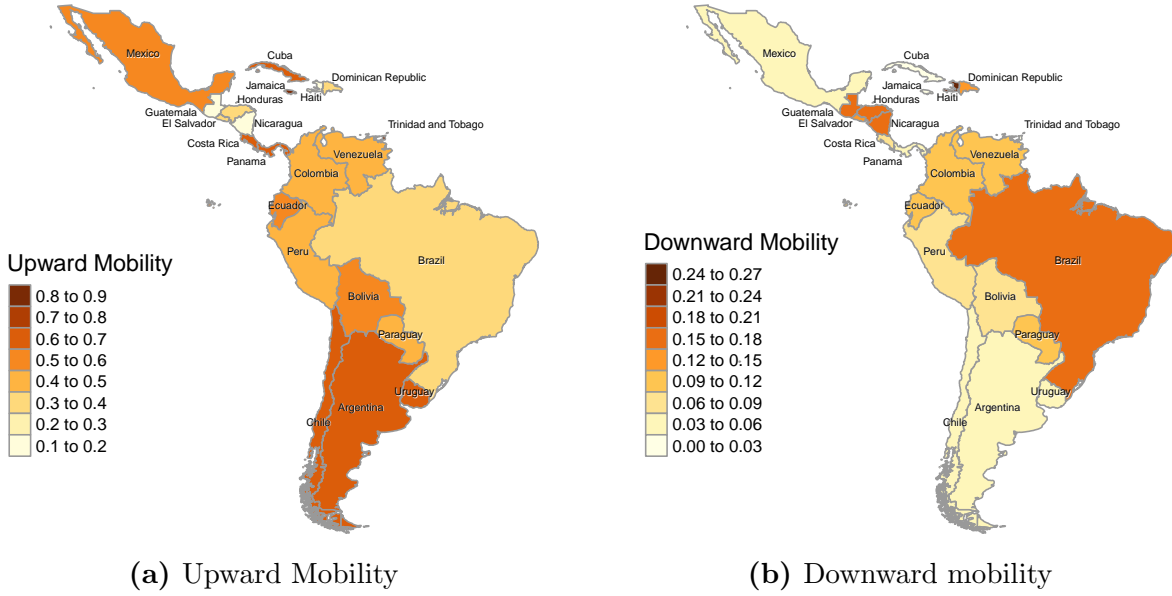 Mexico
Cuba
Dominican Republic
Jamaica
Haiti
Honduras
Guatemala
El Salvador
Nicaragua
Trinidad and Tobago
Costa Rica
Panama
Venezuela
Colombia
Ecuador
Peru
Brazil
Bolivia
Paraguay
Uruguay
Argentina
Chile
Upward Mobility
0.8 to 0.9
0.7 to 0.8
0.6 to 0.7
0.5 to 0.6
0.4 to 0.5
0.3 to 0.4
0.2 to 0.3
0.1 to 0.2
(a) Upward Mobility
Mexico
Cuba
Dominican Republic
Jamaica
Haiti
Honduras
Guatemala
El Salvador
Nicaragua
Trinidad and Tobago
Costa Rica
Panama
Venezuela
Colombia
Ecuador
Peru
Brazil
Bolivia
Paraguay
Uruguay
Argentina
Chile
Downward Mobility
0.24 to 0.27
0.21 to 0.24
0.18 to 0.21
0.15 to 0.18
0.12 to 0.15
0.09 to 0.12
0.06 to 0.09
0.03 to 0.06
0.00 to 0.03
(b) Downward mobility